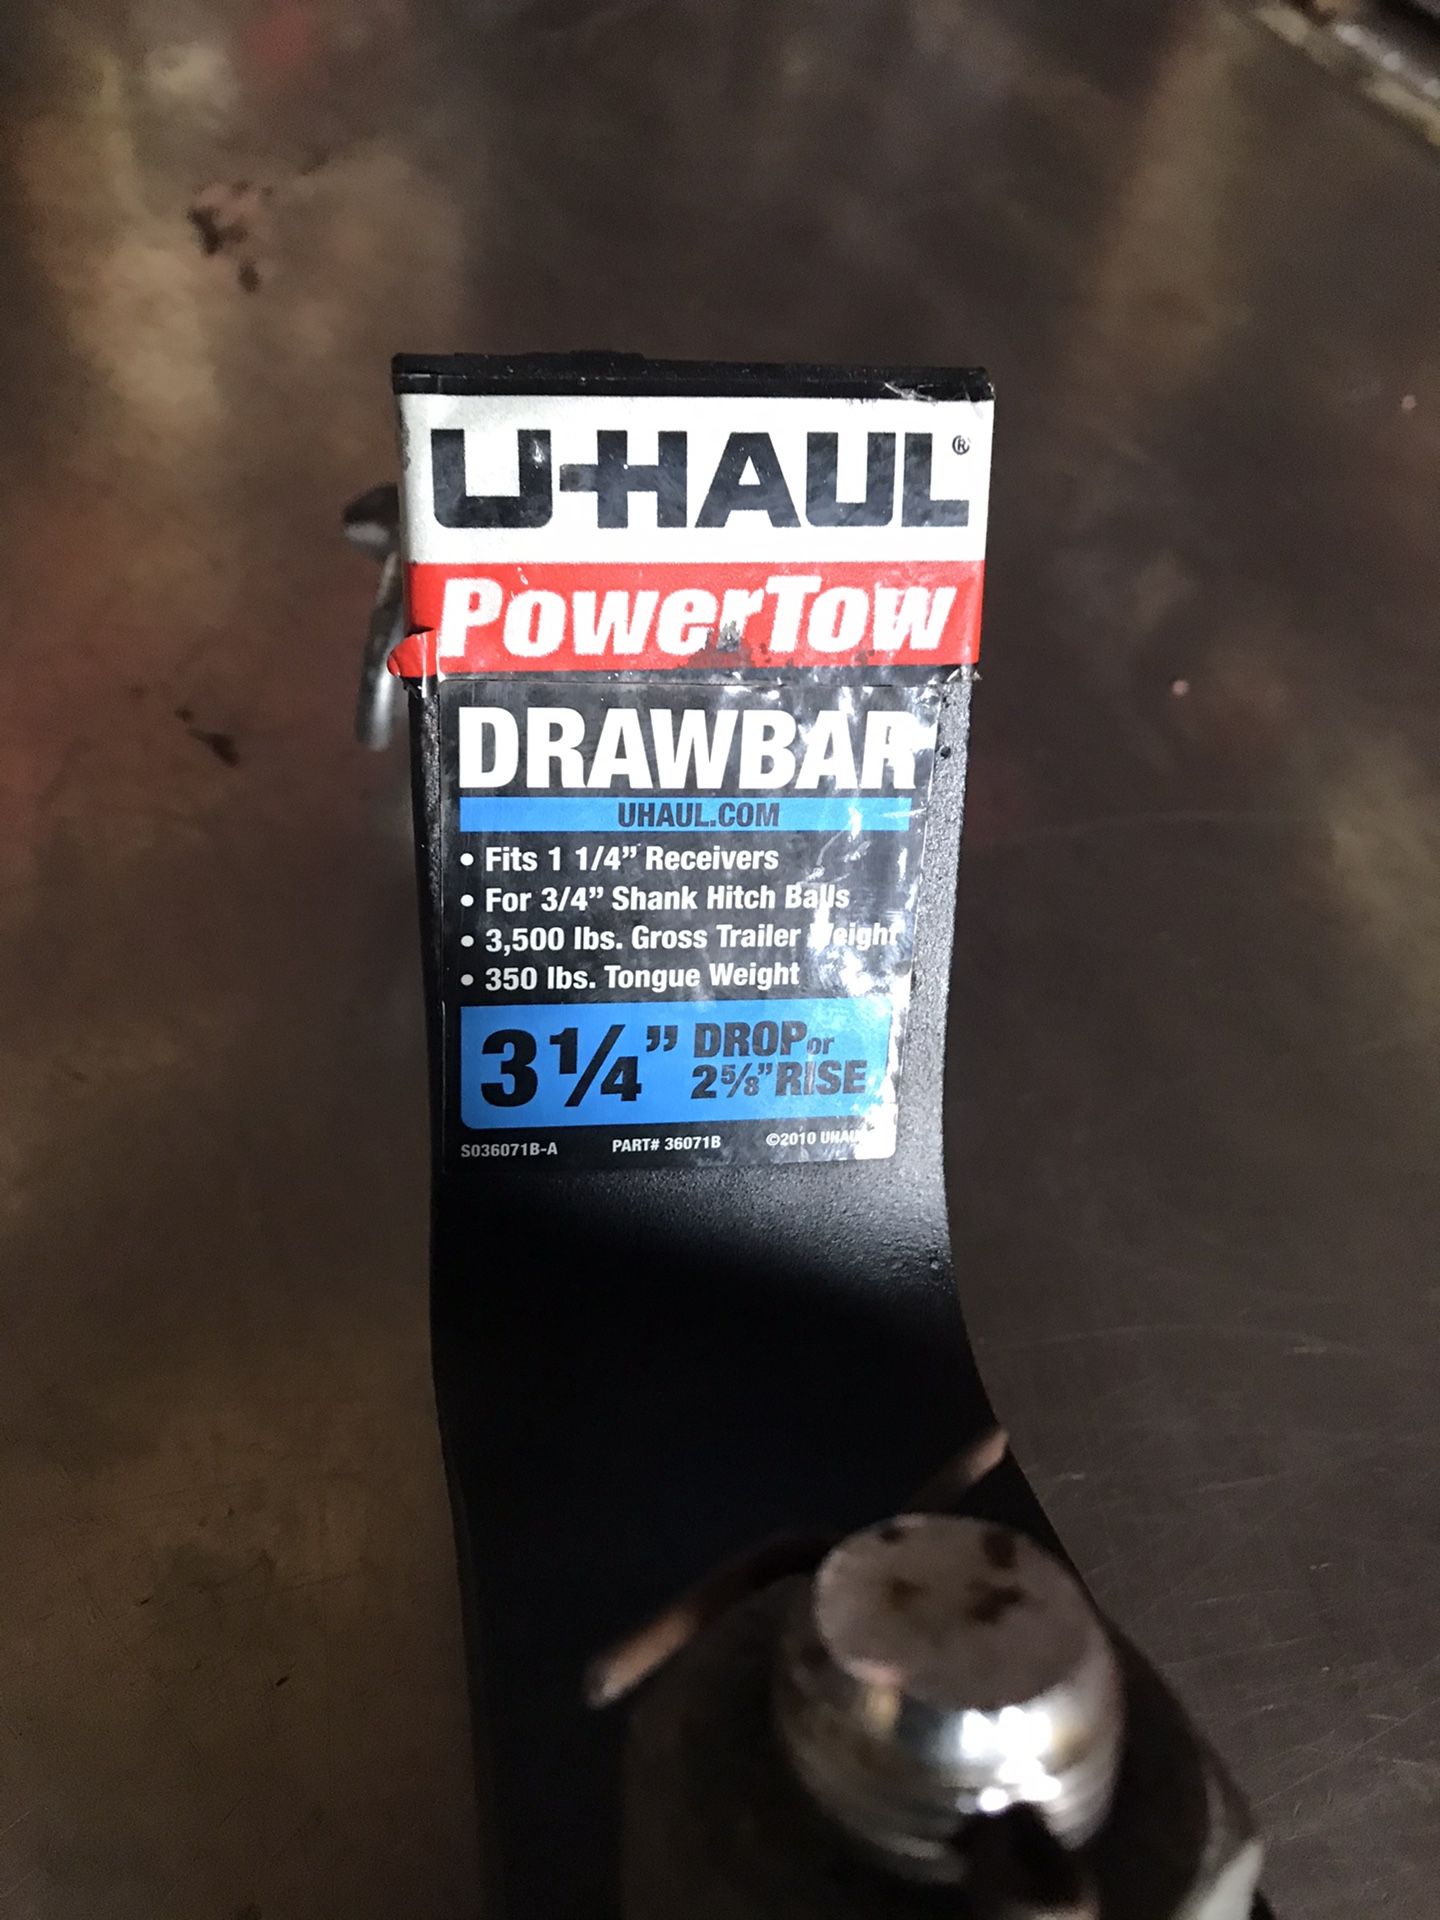 U-HAUL®
PowerTow
DRAWBAR
UHAUL.COM
• Fits 1 1/4” Receivers
• For 3/4” Shank Hitch Balls
• 3,500 lbs. Gross Trailer Weight
• 350 lbs. Tongue Weight
3 1/4” DROP or
2 5/8” RISE
S036071B-A PART# 36071B ©2010 UHAUL